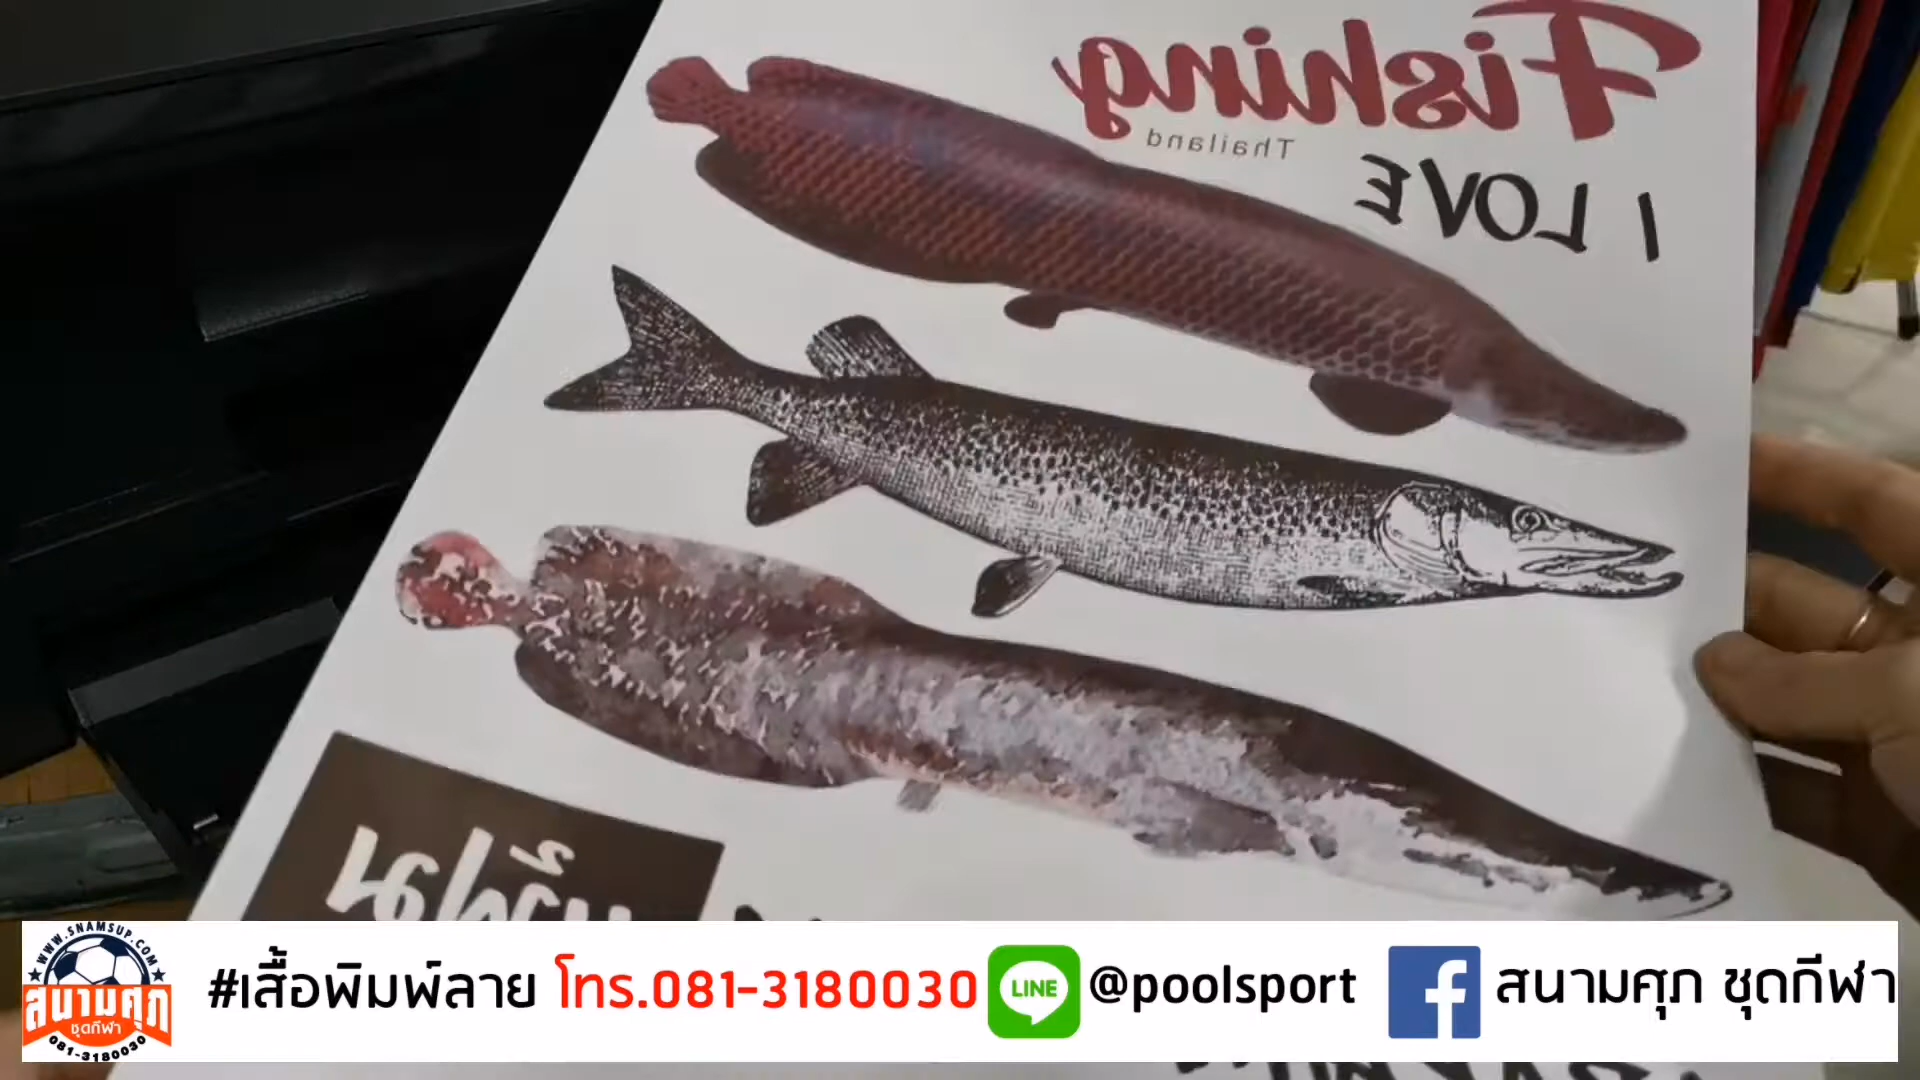 Fishing
Thailand
I LOVE
WWW.SNAMSUP.COM
สนามศุภ
ชุดกีฬา
081-3180030
#เสื้อพิมพ์ลาย โทร.081-3180030
LINE
@poolsport
f
สนามศุภ ชุดกีฬา